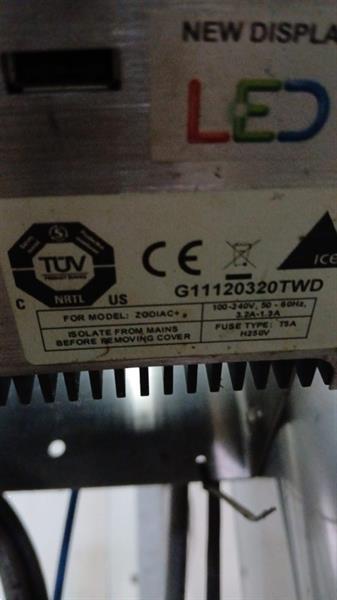 NEW DISPLA
LED
TÜV
C NRTL US
CE
ICE
G11120320TWD
FOR MODEL: ZODIAC+
100-240V, 50 - 60Hz,
3.2A-1.2A
ISOLATE FROM MAINS
BEFORE REMOVING COVER
FUSE TYPE: T5A
H250V